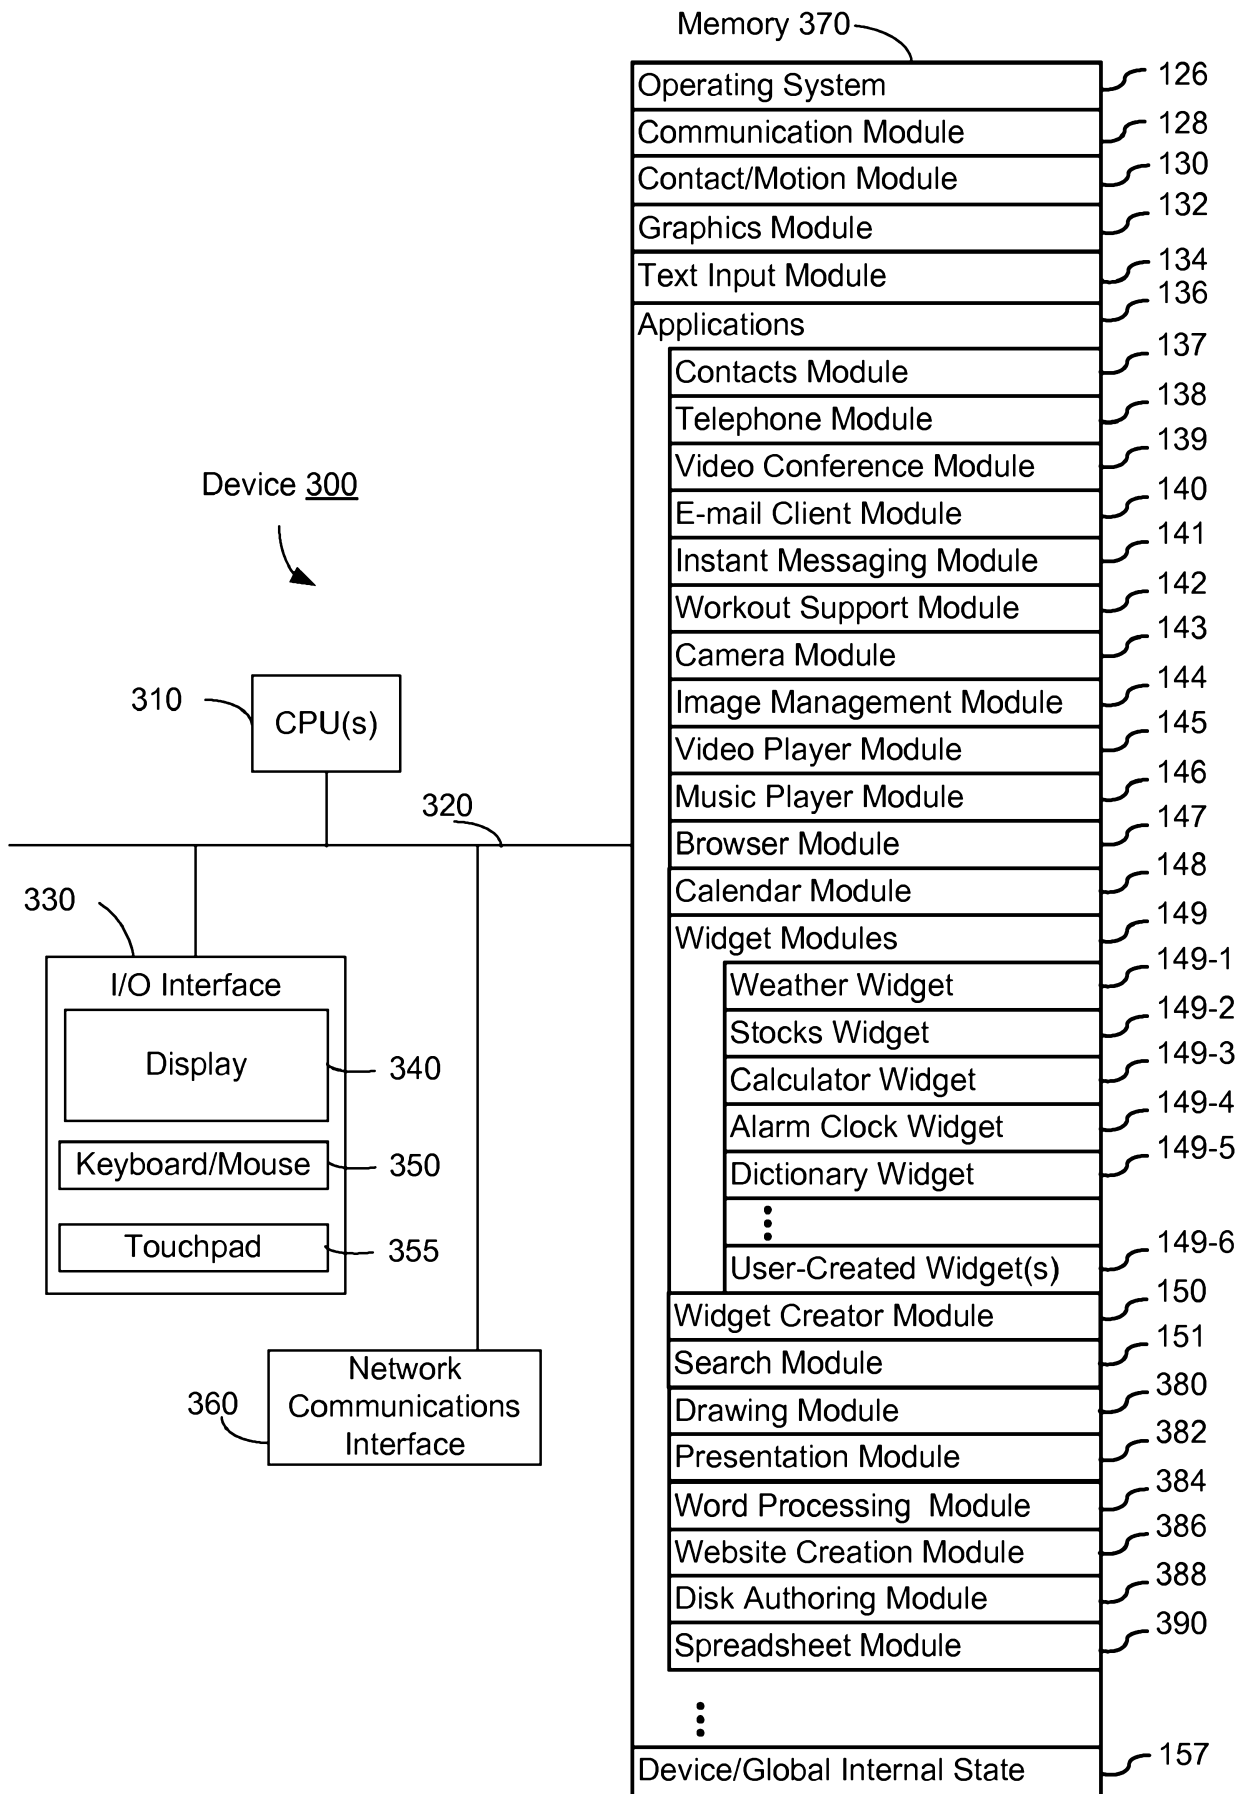 Memory 370
Operating System 126
Communication Module 128
Contact/Motion Module 130
Graphics Module 132
Text Input Module 134
Applications 136
Contacts Module 137
Telephone Module 138
Video Conference Module 139
E-mail Client Module 140
Instant Messaging Module 141
Workout Support Module 142
Camera Module 143
Image Management Module 144
Video Player Module 145
Music Player Module 146
Browser Module 147
Calendar Module 148
Widget Modules 149
Weather Widget 149-1
Stocks Widget 149-2
Calculator Widget 149-3
Alarm Clock Widget 149-4
Dictionary Widget 149-5
User-Created Widget(s) 149-6
Widget Creator Module 150
Search Module 151
Drawing Module 380
Presentation Module 382
Word Processing Module 384
Website Creation Module 386
Disk Authoring Module 388
Spreadsheet Module 390
Device/Global Internal State 157
Device 300
310
CPU(s)
320
330
I/O Interface
Display 340
Keyboard/Mouse 350
Touchpad 355
360
Network
Communications
Interface